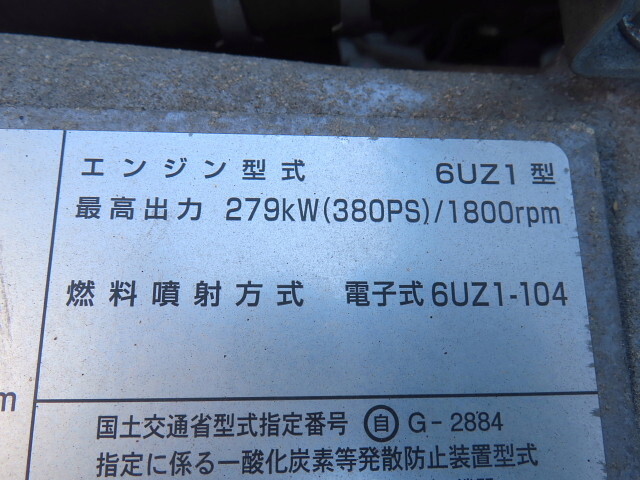 エンジン型式 6UZ1型
最高出力 279kW(380PS)/1800rpm
燃料噴射方式 電子式6UZ1-104
m
国土交通省型式指定番号 ㊀自 G-2884
指定に係る一酸化炭素等発散防止装置型式